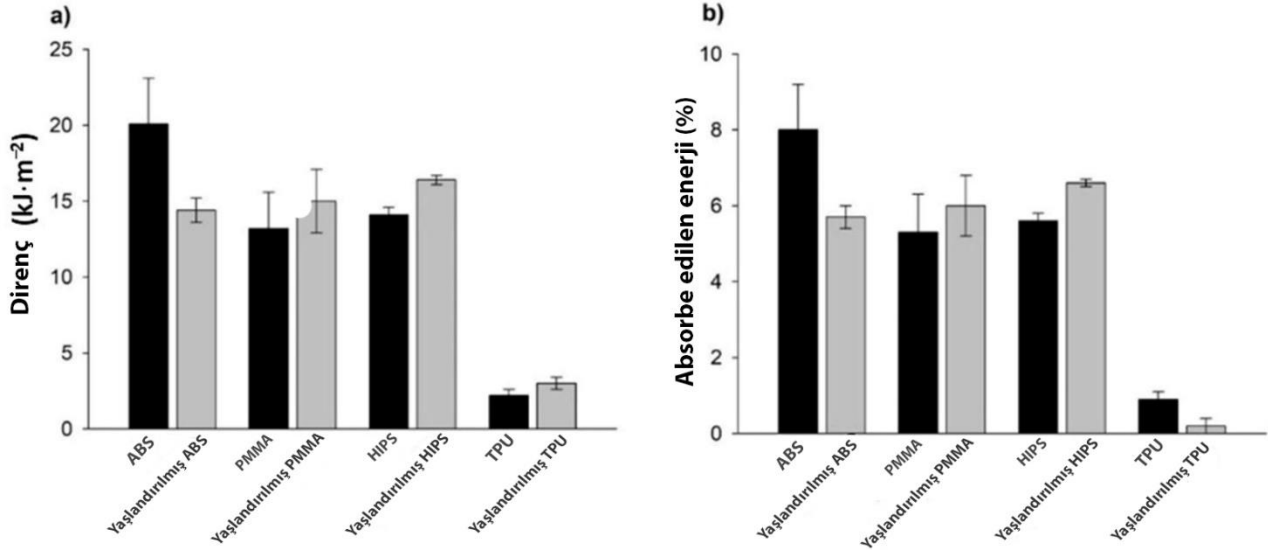 a)
Direnç (kJ·m⁻²)
25
20
15
10
5
0
ABS
Yaşlandırılmış ABS
PMMA
Yaşlandırılmış PMMA
HIPS
Yaşlandırılmış HIPS
TPU
Yaşlandırılmış TPU
b)
Absorbe edilen enerji (%)
10
8
6
4
2
0
ABS
Yaşlandırılmış ABS
PMMA
Yaşlandırılmış PMMA
HIPS
Yaşlandırılmış HIPS
TPU
Yaşlandırılmış TPU